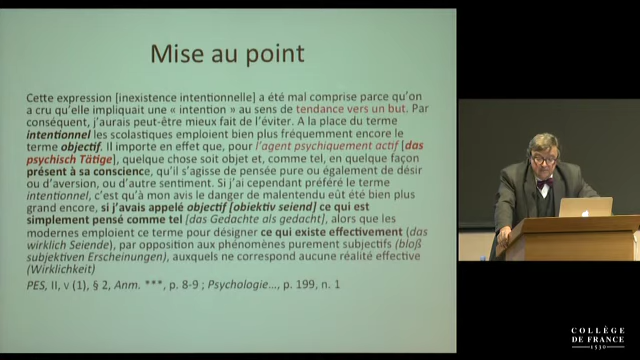 Mise au point
Cette expression [inexistence intentionnelle] a été mal comprise parce qu'on
a cru qu'elle impliquait une « intention » au sens de tendance vers un but. Par
conséquent, j'aurais peut-être mieux fait de l'éviter. A la place du terme
intentionnel les scolastiques emploient bien plus fréquemment encore le
terme objectif. Il importe en effet que, pour l'agent psychiquement actif [das
psychisch Tätige], quelque chose soit objet et, comme tel, en quelque façon
présent à sa conscience, qu'il s'agisse de pensée pure ou également de désir
ou d'aversion, ou d'autre sentiment. Si j'ai cependant préféré le terme
intentionnel, c'est qu'à mon avis le danger de malentendu eût été bien plus
grand encore, si j'avais appelé objectif [objektiv seiend] ce qui est
simplement pensé comme tel [das Gedachte als gedacht], alors que les
modernes emploient ce terme pour désigner ce qui existe effectivement (das
wirklich Seiende), par opposition aux phénomènes purement subjectifs (bloß
subjektiven Erscheinungen), auxquels ne correspond aucune réalité effective
(Wirklichkeit)
PES, II, v (1), § 2, Anm. ***, p. 8-9 ; Psychologie..., p. 199, n. 1
COLLÈGE
DE FRANCE
1530